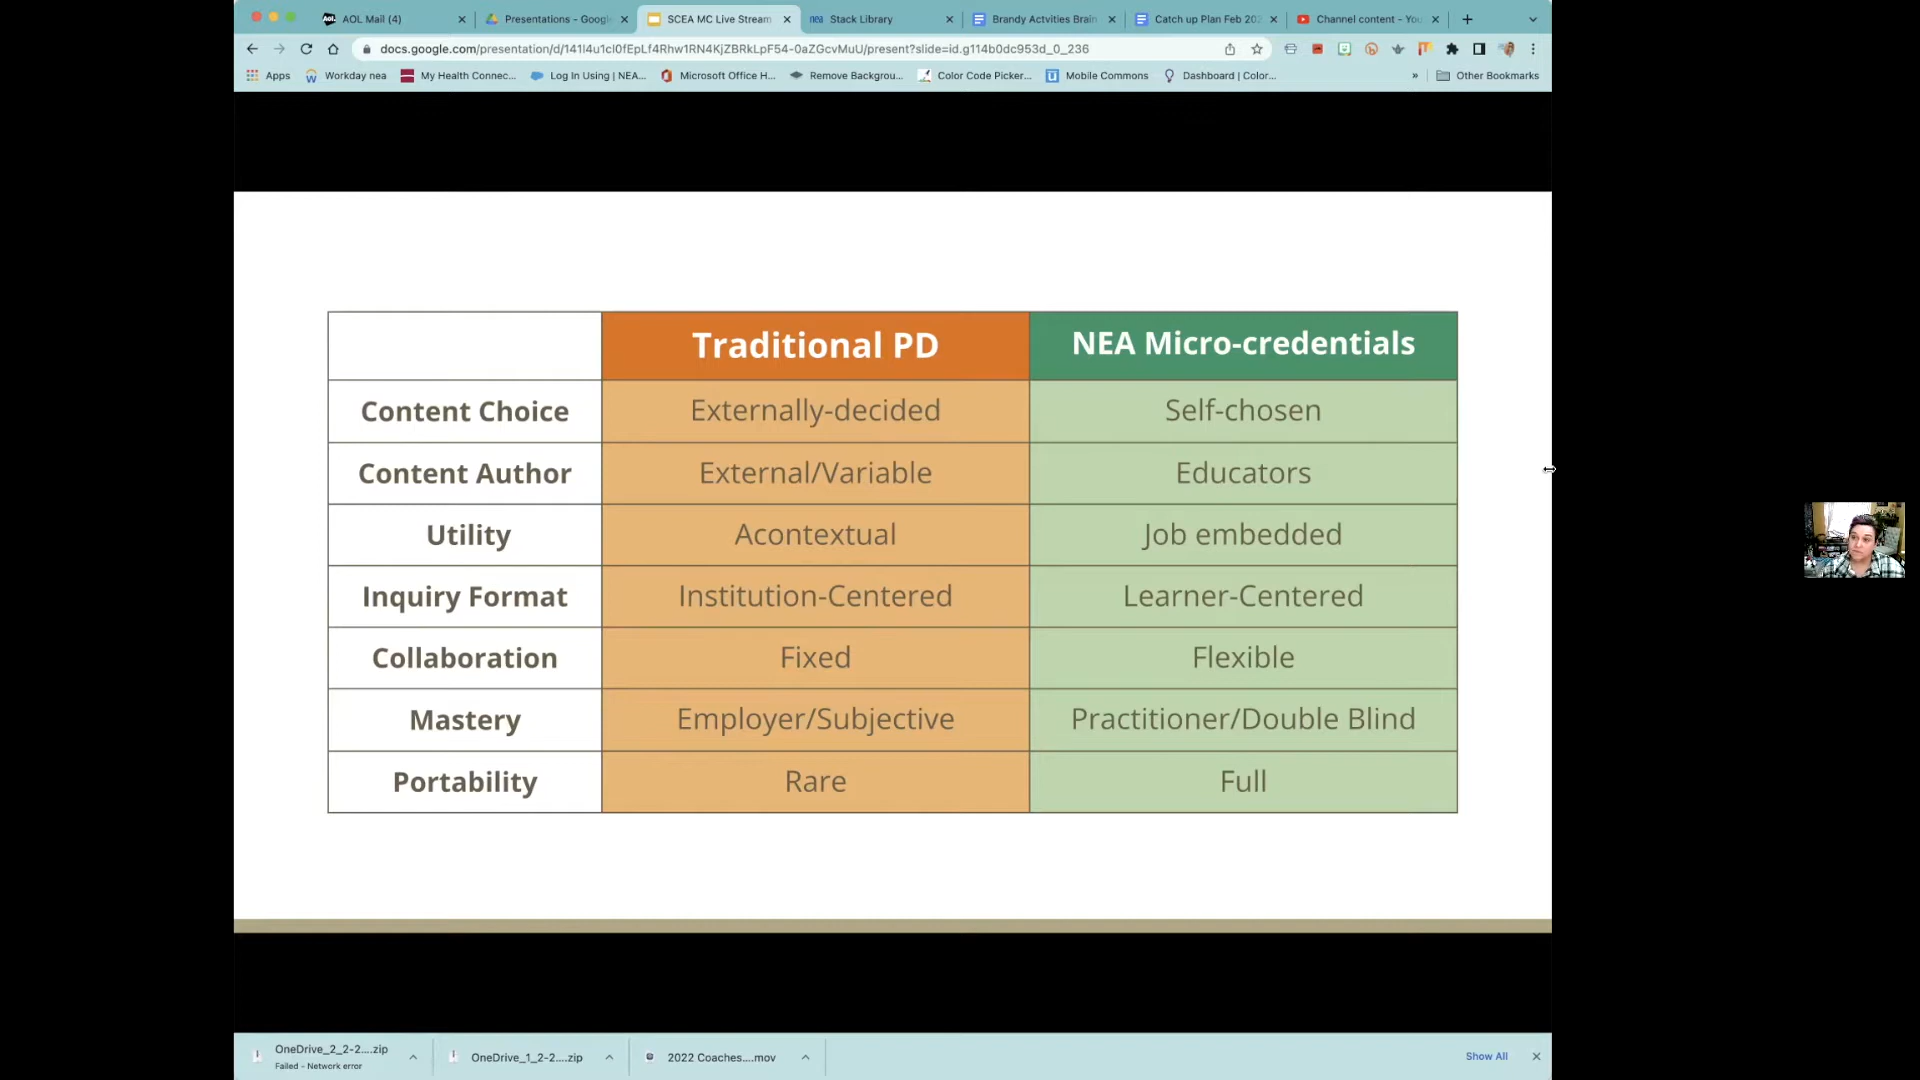 AOL Mail (4)
Presentations - Googl
SCEA MC Live Stream
nea Stack Library
Brandy Actvities Brain
Catch up Plan Feb 202
Channel content - You
docs.google.com/presentation/d/141l4u1cl0fEpLf4Rhw1RN4KjZBRkLpF54-0aZGcvMuU/present?slide=id.g114b0dc953d_0_236
Apps
Workday nea
My Health Connec...
Log In Using | NEA...
Microsoft Office H...
Remove Backgrou...
Color Code Picker...
Mobile Commons
Dashboard | Color...
»
Other Bookmarks
Traditional PD
NEA Micro-credentials
Content Choice
Externally-decided
Self-chosen
Content Author
External/Variable
Educators
Utility
Acontextual
Job embedded
Inquiry Format
Institution-Centered
Learner-Centered
Collaboration
Fixed
Flexible
Mastery
Employer/Subjective
Practitioner/Double Blind
Portability
Rare
Full
OneDrive_2_2-2....zip
Failed - Network error
OneDrive_1_2-2....zip
2022 Coaches....mov
Show All